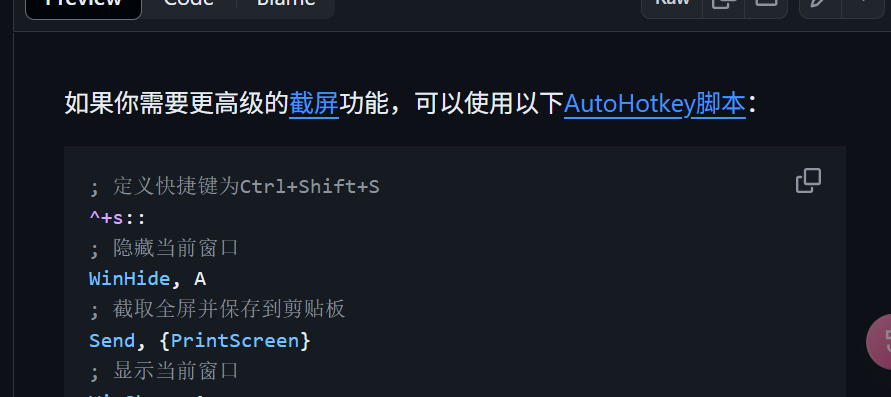 Preview Code Blame Raw
如果你需要更高级的截屏功能，可以使用以下AutoHotkey脚本：
; 定义快捷键为Ctrl+Shift+S
^+s::
; 隐藏当前窗口
WinHide, A
; 截取全屏并保存到剪贴板
Send, {PrintScreen}
; 显示当前窗口